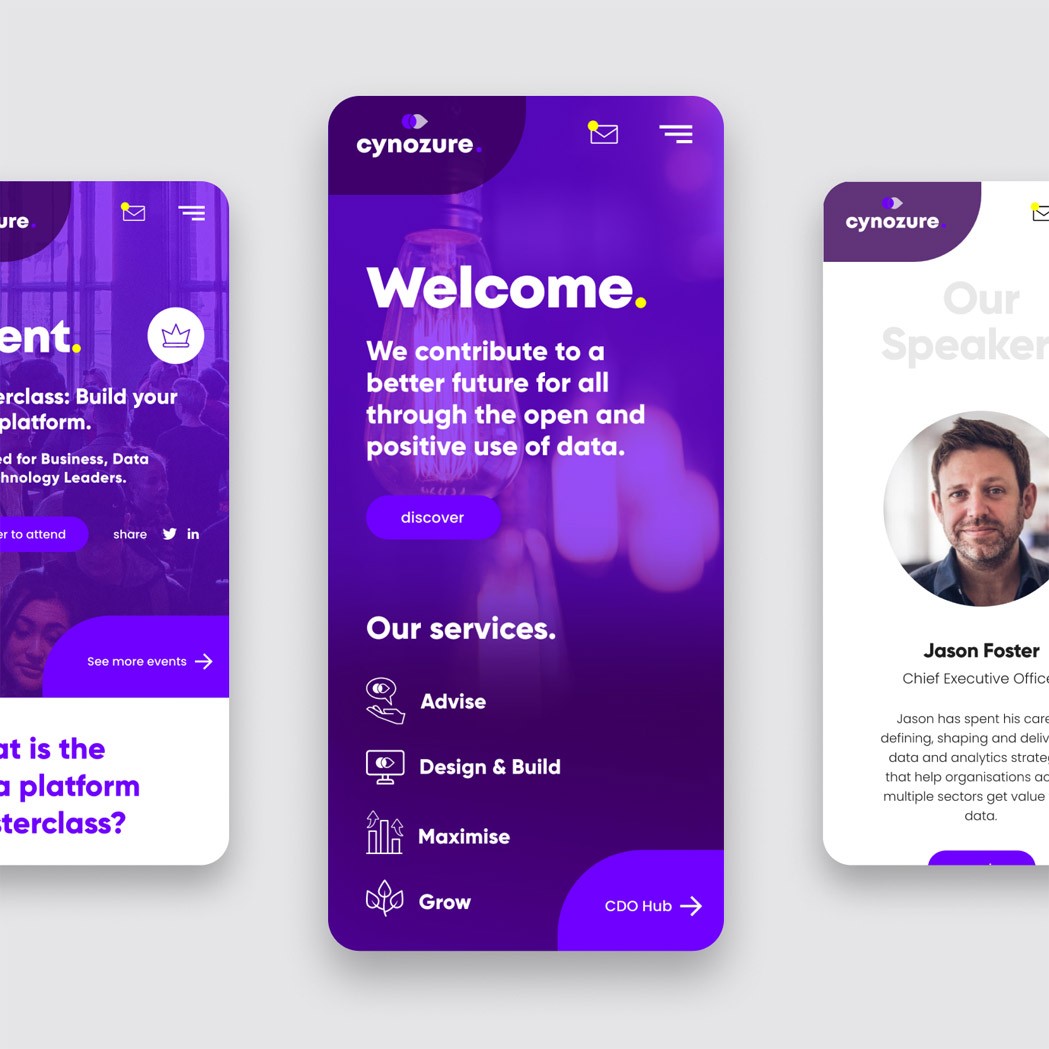 ure.
ent.
erclass: Build your
platform.
ed for Business, Data
hnology Leaders.
er to attend
share
in
See more events
at is the
a platform
sterclass?
cynozure.
Welcome.
We contribute to a
better future for all
through the open and
positive use of data.
discover
Our services.
Advise
Design & Build
Maximise
Grow
CDO Hub
cynozure.
Our
Speaker
Jason Foster
Chief Executive Office
Jason has spent his care
defining, shaping and deliv
data and analytics strateg
that help organisations ac
multiple sectors get value
data.